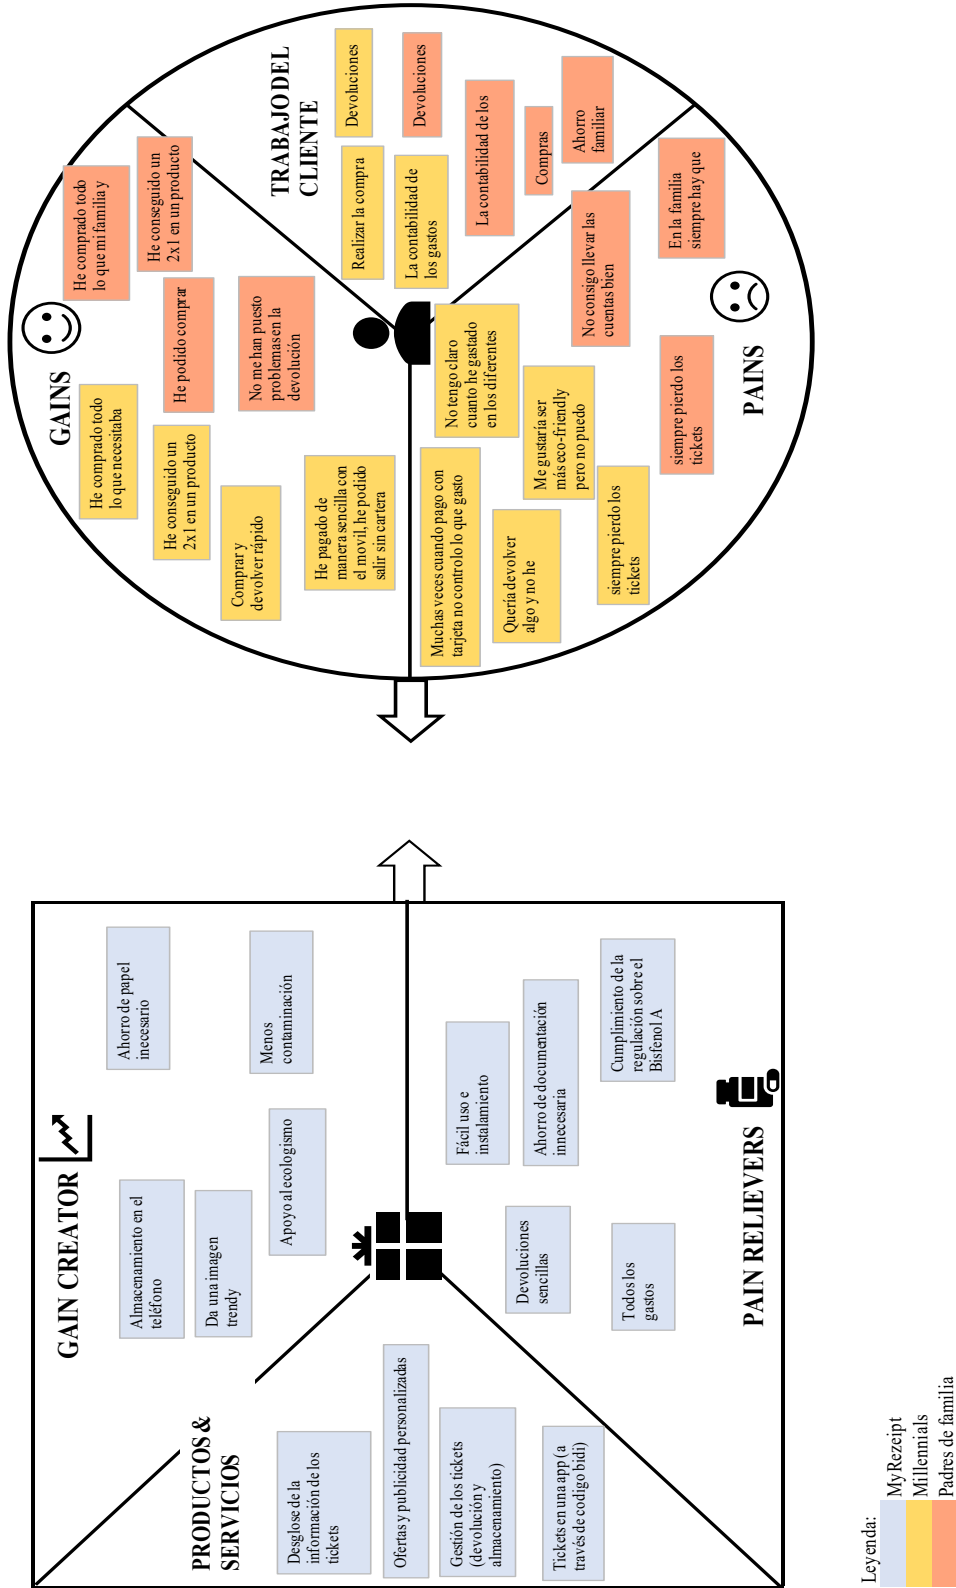 GAIN CREATOR
Ahorro de papel
inecesario
Almacenamiento en el
teléfono
Da una imagen
trendy
Menos
contaminación
Apoyo al ecologismo
PRODUCTOS &
SERVICIOS
Desglose de la
información de los
tickets
Ofertas y publicidad personalizadas
Gestión de los tickets
(devolución y
almacenamiento)
Tickets en una app (a
través de codigo bidi)
Fácil uso e
instalamiento
Ahorro de documentación
innecesaria
Cumplimiento de la
regulación sobre el
Bisfenol A
Devoluciones
sencillas
Todos los
gastos
PAIN RELIEVERS
GAINS
He comprado todo
lo que necesitaba
He conseguido un
2x1 en un producto
Comprar y
devolver rápido
He pagado de
manera sencilla con
el movil, he podido
salir sin cartera
He comprado todo
lo que mi familia y
He conseguido un
2x1 en un producto
He podido comprar
No me han puesto
problemas en la
devolución
TRABAJO DEL
CLIENTE
Devoluciones
Realizar la compra
Devoluciones
La contabilidad de
los gastos
La contabilidad de los
Compras
Ahorro
familiar
Muchas veces cuando pago con
tarjeta no controlo lo que gasto
No tengo claro
cuanto he gastado
en los diferentes
Quería devolver
algo y no he
Me gustaría ser
más eco-friendly
pero no puedo
siempre pierdo los
tickets
No consigo llevar las
cuentas bien
En la familia
siempre hay que
siempre pierdo los
tickets
PAINS
Leyenda:
MyRezeipt
Millennials
Padres de familia